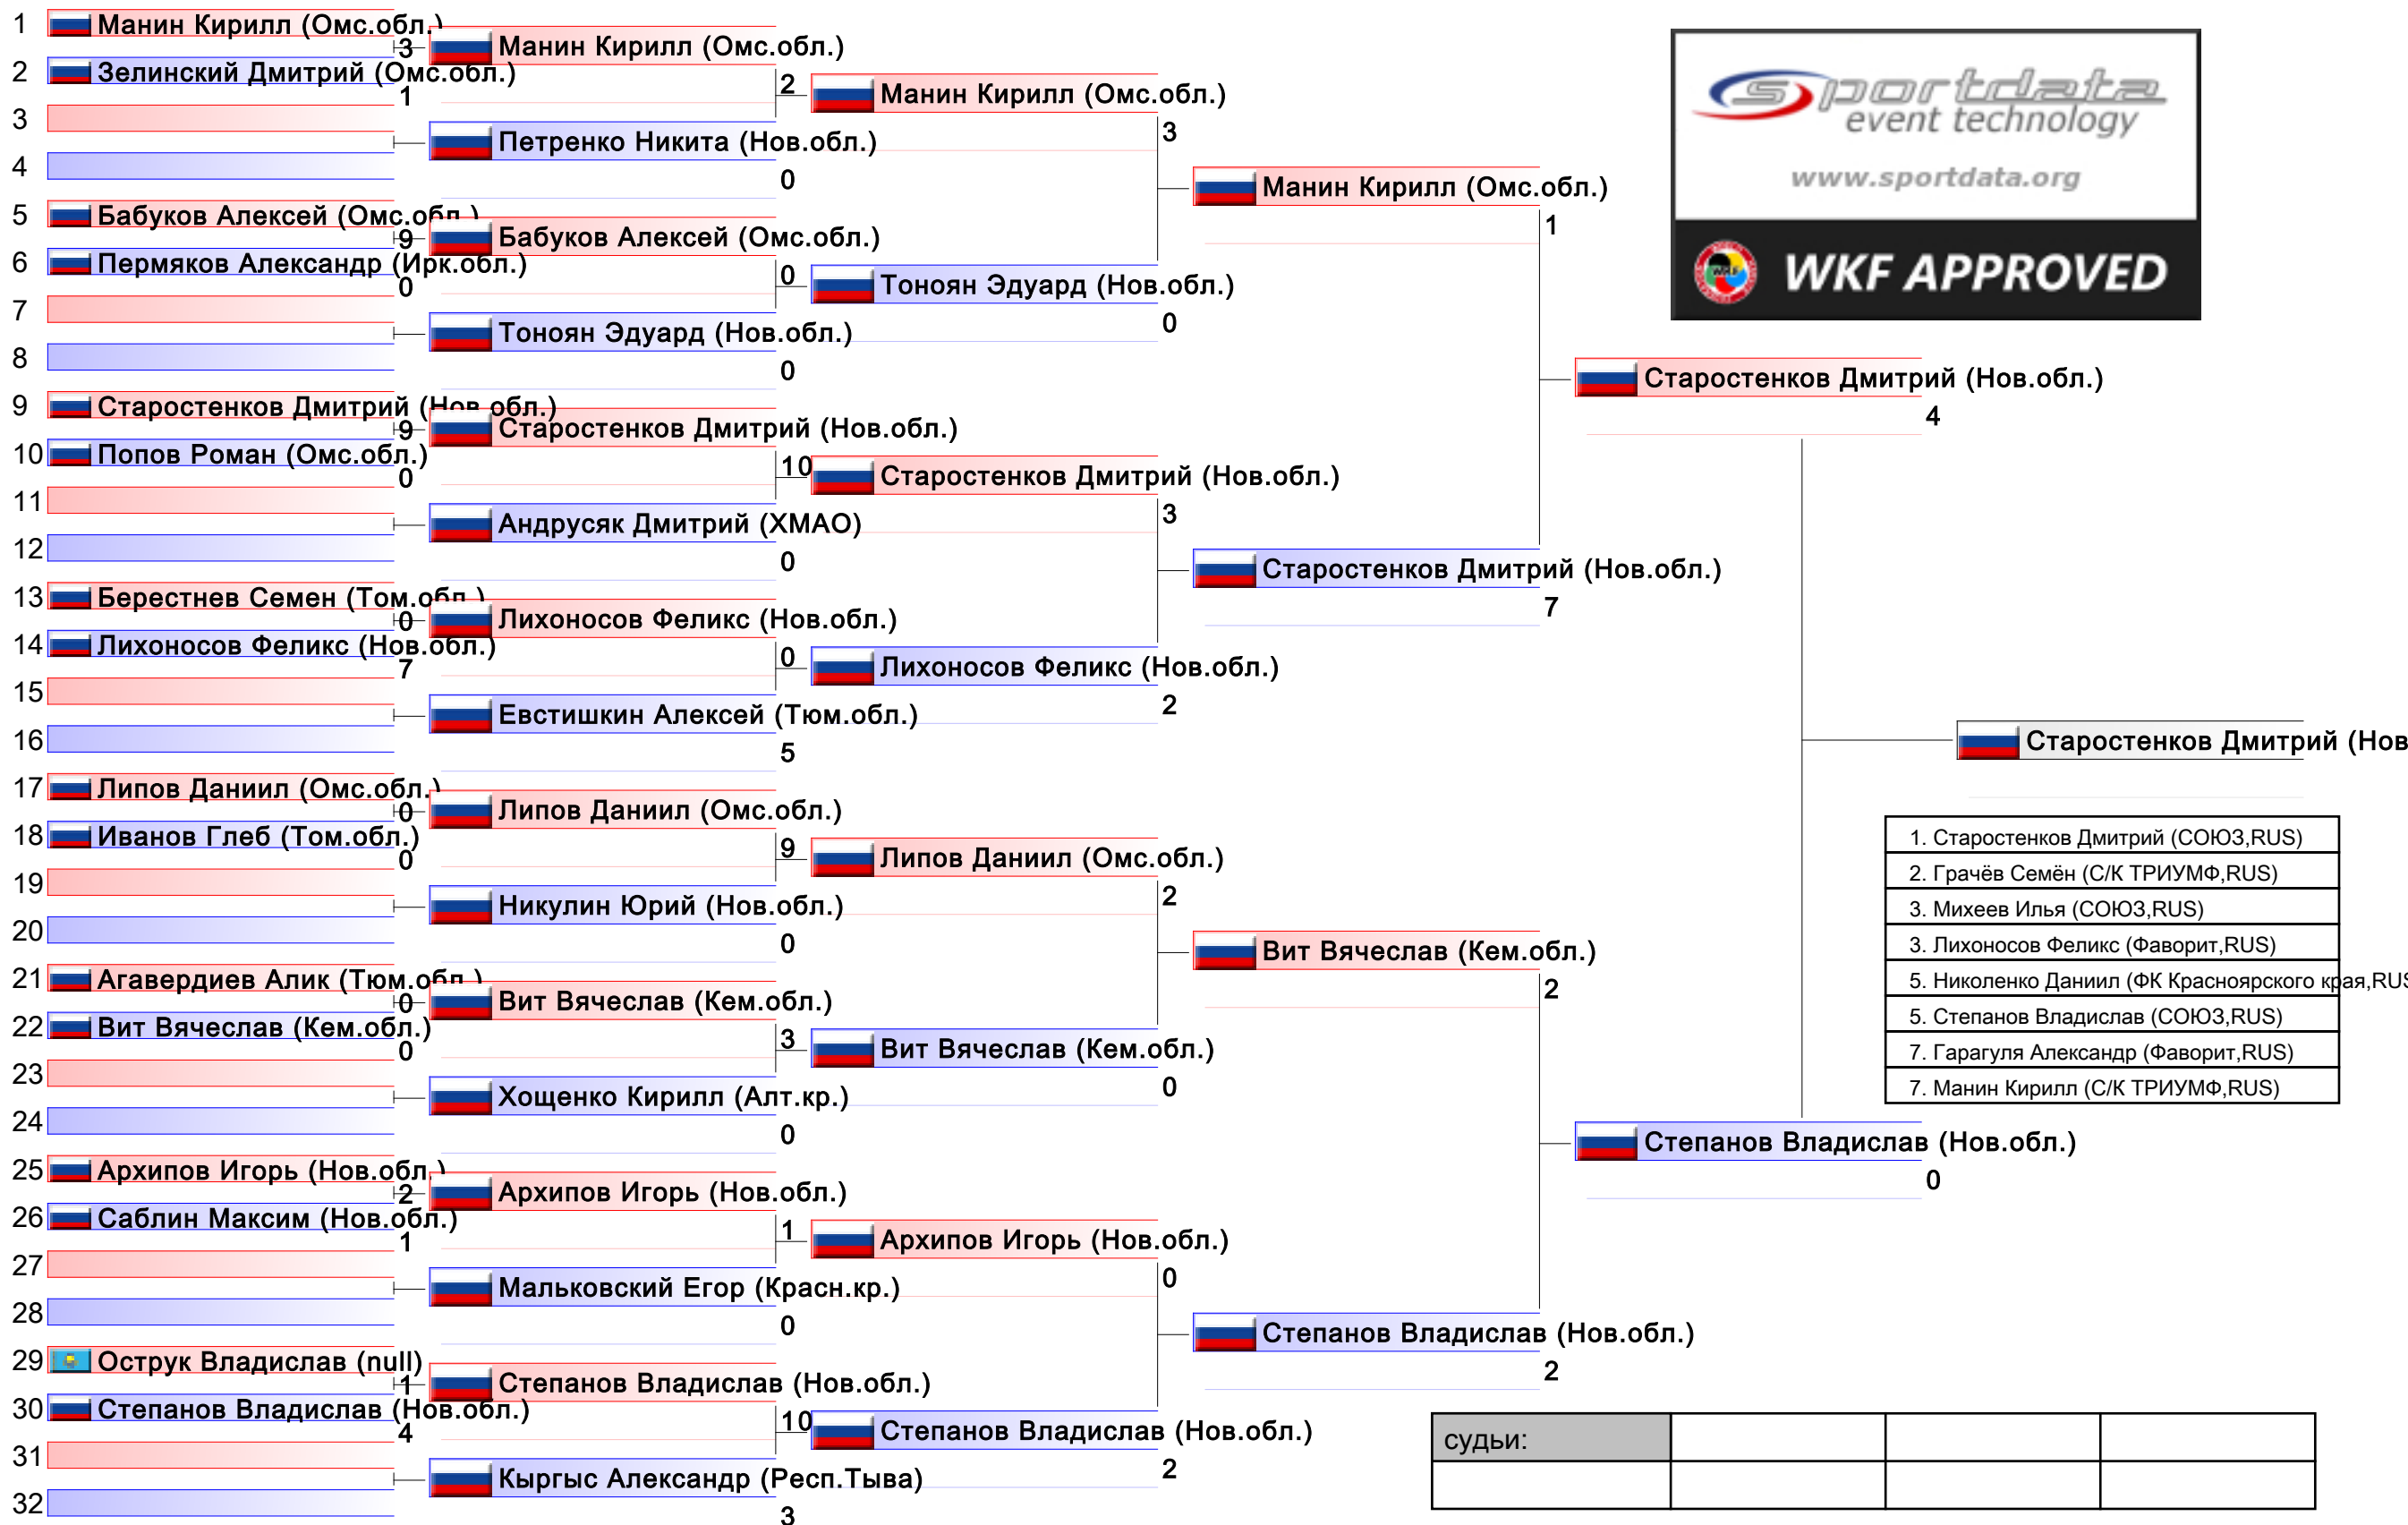 1 Манин Кирилл (Омс.обл.)
3
2 Зелинский Дмитрий (Омс.обл.)
1
3
4
5 Бабуков Алексей (Омс.обл.)
9
6 Пермяков Александр (Ирк.обл.)
0
7
8
9 Старостенков Дмитрий (Нов.обл.)
9
10 Попов Роман (Омс.обл.)
0
11
12
13 Берестнев Семен (Том.обл.)
0
14 Лихоносов Феликс (Нов.обл.)
7
15
16
17 Липов Даниил (Омс.обл.)
0
18 Иванов Глеб (Том.обл.)
0
19
20
21 Агавердиев Алик (Тюм.обл.)
0
22 Вит Вячеслав (Кем.обл.)
0
23
24
25 Архипов Игорь (Нов.обл.)
2
26 Саблин Максим (Нов.обл.)
1
27
28
29 Острук Владислав (null)
1
30 Степанов Владислав (Нов.обл.)
4
31
32
Манин Кирилл (Омс.обл.)
2
Петренко Никита (Нов.обл.)
0
Бабуков Алексей (Омс.обл.)
0
Тоноян Эдуард (Нов.обл.)
0
Старостенков Дмитрий (Нов.обл.)
10
Андрусяк Дмитрий (ХМАО)
0
Лихоносов Феликс (Нов.обл.)
0
Евстишкин Алексей (Тюм.обл.)
5
Липов Даниил (Омс.обл.)
9
Никулин Юрий (Нов.обл.)
0
Вит Вячеслав (Кем.обл.)
3
Хощенко Кирилл (Алт.кр.)
0
Архипов Игорь (Нов.обл.)
1
Мальковский Егор (Красн.кр.)
0
Степанов Владислав (Нов.обл.)
10
Кыргыс Александр (Респ.Тыва)
3
Манин Кирилл (Омс.обл.)
3
Тоноян Эдуард (Нов.обл.)
0
Старостенков Дмитрий (Нов.обл.)
3
Лихоносов Феликс (Нов.обл.)
2
Липов Даниил (Омс.обл.)
2
Вит Вячеслав (Кем.обл.)
0
Архипов Игорь (Нов.обл.)
0
Степанов Владислав (Нов.обл.)
2
Манин Кирилл (Омс.обл.)
1
Старостенков Дмитрий (Нов.обл.)
7
Вит Вячеслав (Кем.обл.)
2
Степанов Владислав (Нов.обл.)
2
sportdata
event technology
www.sportdata.org
WKF
WKF APPROVED
Старостенков Дмитрий (Нов.обл.)
4
Степанов Владислав (Нов.обл.)
0
Старостенков Дмитрий (Нов
1. Старостенков Дмитрий (СОЮЗ,RUS)
2. Грачёв Семён (С/К ТРИУМФ,RUS)
3. Михеев Илья (СОЮЗ,RUS)
3. Лихоносов Феликс (Фаворит,RUS)
5. Николенко Даниил (ФК Красноярского края,RUS
5. Степанов Владислав (СОЮЗ,RUS)
7. Гарагуля Александр (Фаворит,RUS)
7. Манин Кирилл (С/К ТРИУМФ,RUS)
судьи: